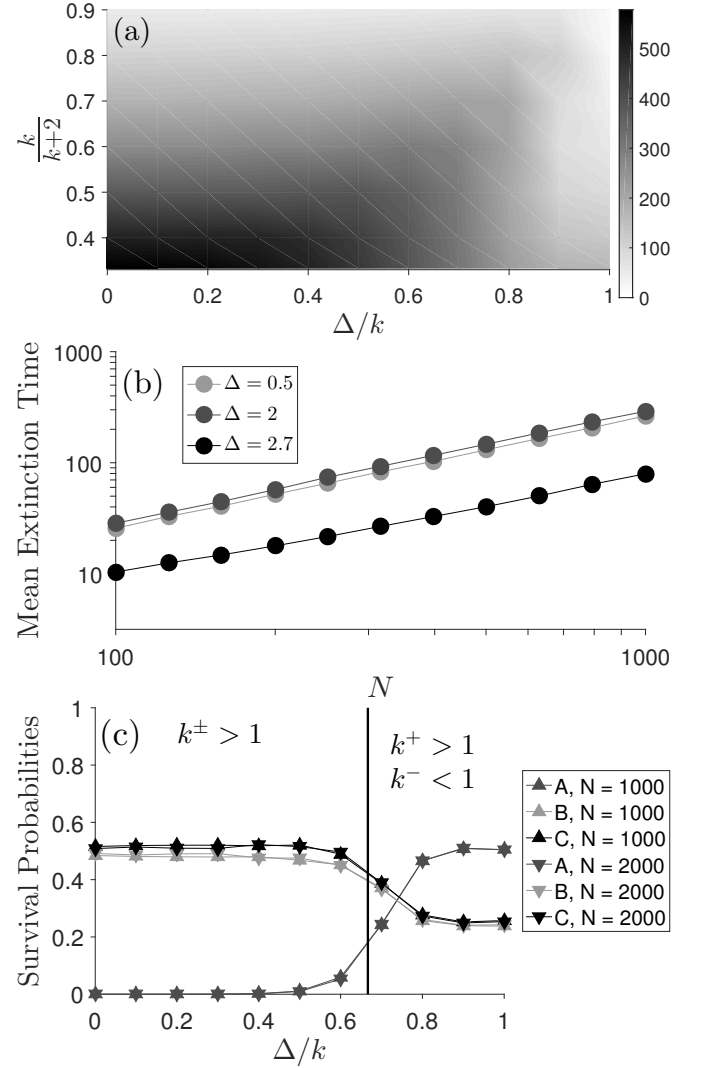 (a)
0.9
0.8
0.7
0.6
0.5
0.4
k/(k+2)
0 0.2 0.4 0.6 0.8 1
Δ/k
500
400
300
200
100
0
(b)
Mean Extinction Time
1000
100
10
Δ = 0.5
Δ = 2
Δ = 2.7
100 1000
N
(c)
Survival Probabilities
1
0.8
0.6
0.4
0.2
0
k± > 1
k+ > 1
k− < 1
A, N = 1000
B, N = 1000
C, N = 1000
A, N = 2000
B, N = 2000
C, N = 2000
0 0.2 0.4 0.6 0.8 1
Δ/k